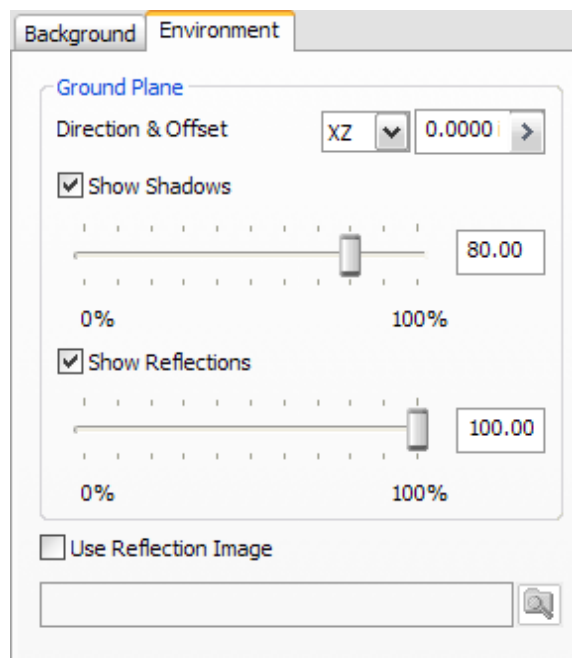 Background Environment
Ground Plane
Direction & Offset XZ 0.0000
Show Shadows
80.00
0% 100%
Show Reflections
100.00
0% 100%
Use Reflection Image